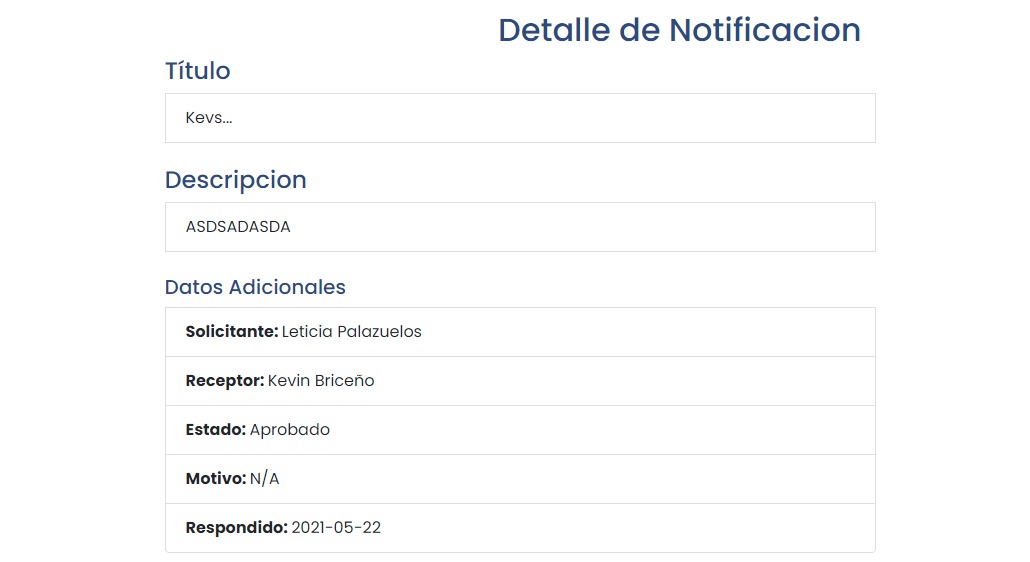 Detalle de Notificacion
Título
Kevs...
Descripcion
ASDSADASDA
Datos Adicionales
Solicitante: Leticia Palazuelos
Receptor: Kevin Briceño
Estado: Aprobado
Motivo: N/A
Respondido: 2021-05-22